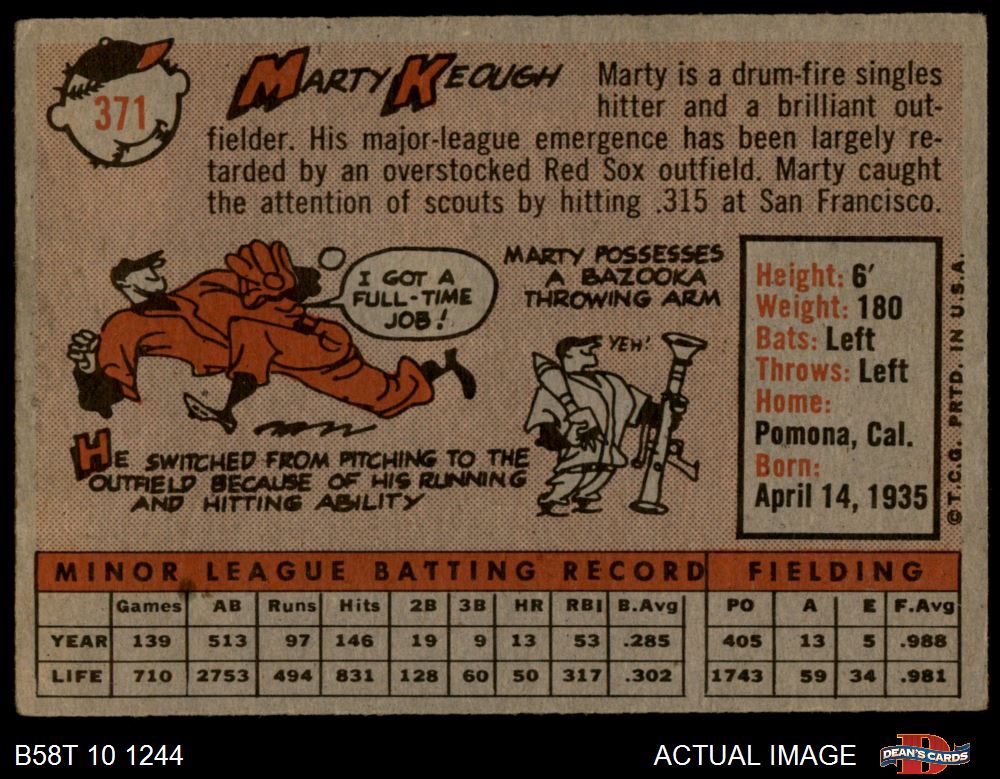 371
MARTY KEOUGH
Marty is a drum-fire singles
hitter and a brilliant out-
fielder. His major-league emergence has been largely re-
tarded by an overstocked Red Sox outfield. Marty caught
the attention of scouts by hitting .315 at San Francisco.
I GOT A
FULL-TIME
JOB!
HE SWITCHED FROM PITCHING TO THE
OUTFIELD BECAUSE OF HIS RUNNING
AND HITTING ABILITY
MARTY POSSESSES
A BAZOOKA
THROWING ARM
YEH!
Height: 6'
Weight: 180
Bats: Left
Throws: Left
Home:
Pomona, Cal.
Born:
April 14, 1935
© T.C.G. PRTD. IN U.S.A.
MINOR LEAGUE BATTING RECORD FIELDING
Games AB Runs Hits 2B 3B HR RBI B.Avg PO A E F.Avg
YEAR 139 513 97 146 19 9 13 53 .285 405 13 5 .988
LIFE 710 2753 494 831 128 60 50 317 .302 1743 59 34 .981
B58T 10 1244
ACTUAL IMAGE
DEAN'S CARDS